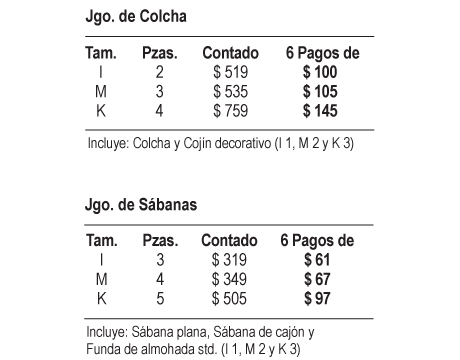 Jgo. de Colcha
Tam. Pzas. Contado 6 Pagos de
I 2 $ 519 $ 100
M 3 $ 535 $ 105
K 4 $ 759 $ 145
Incluye: Colcha y Cojín decorativo (I 1, M 2 y K 3)
Jgo. de Sábanas
Tam. Pzas. Contado 6 Pagos de
I 3 $ 319 $ 61
M 4 $ 349 $ 67
K 5 $ 505 $ 97
Incluye: Sábana plana, Sábana de cajón y
Funda de almohada std. (I 1, M 2 y K 3)